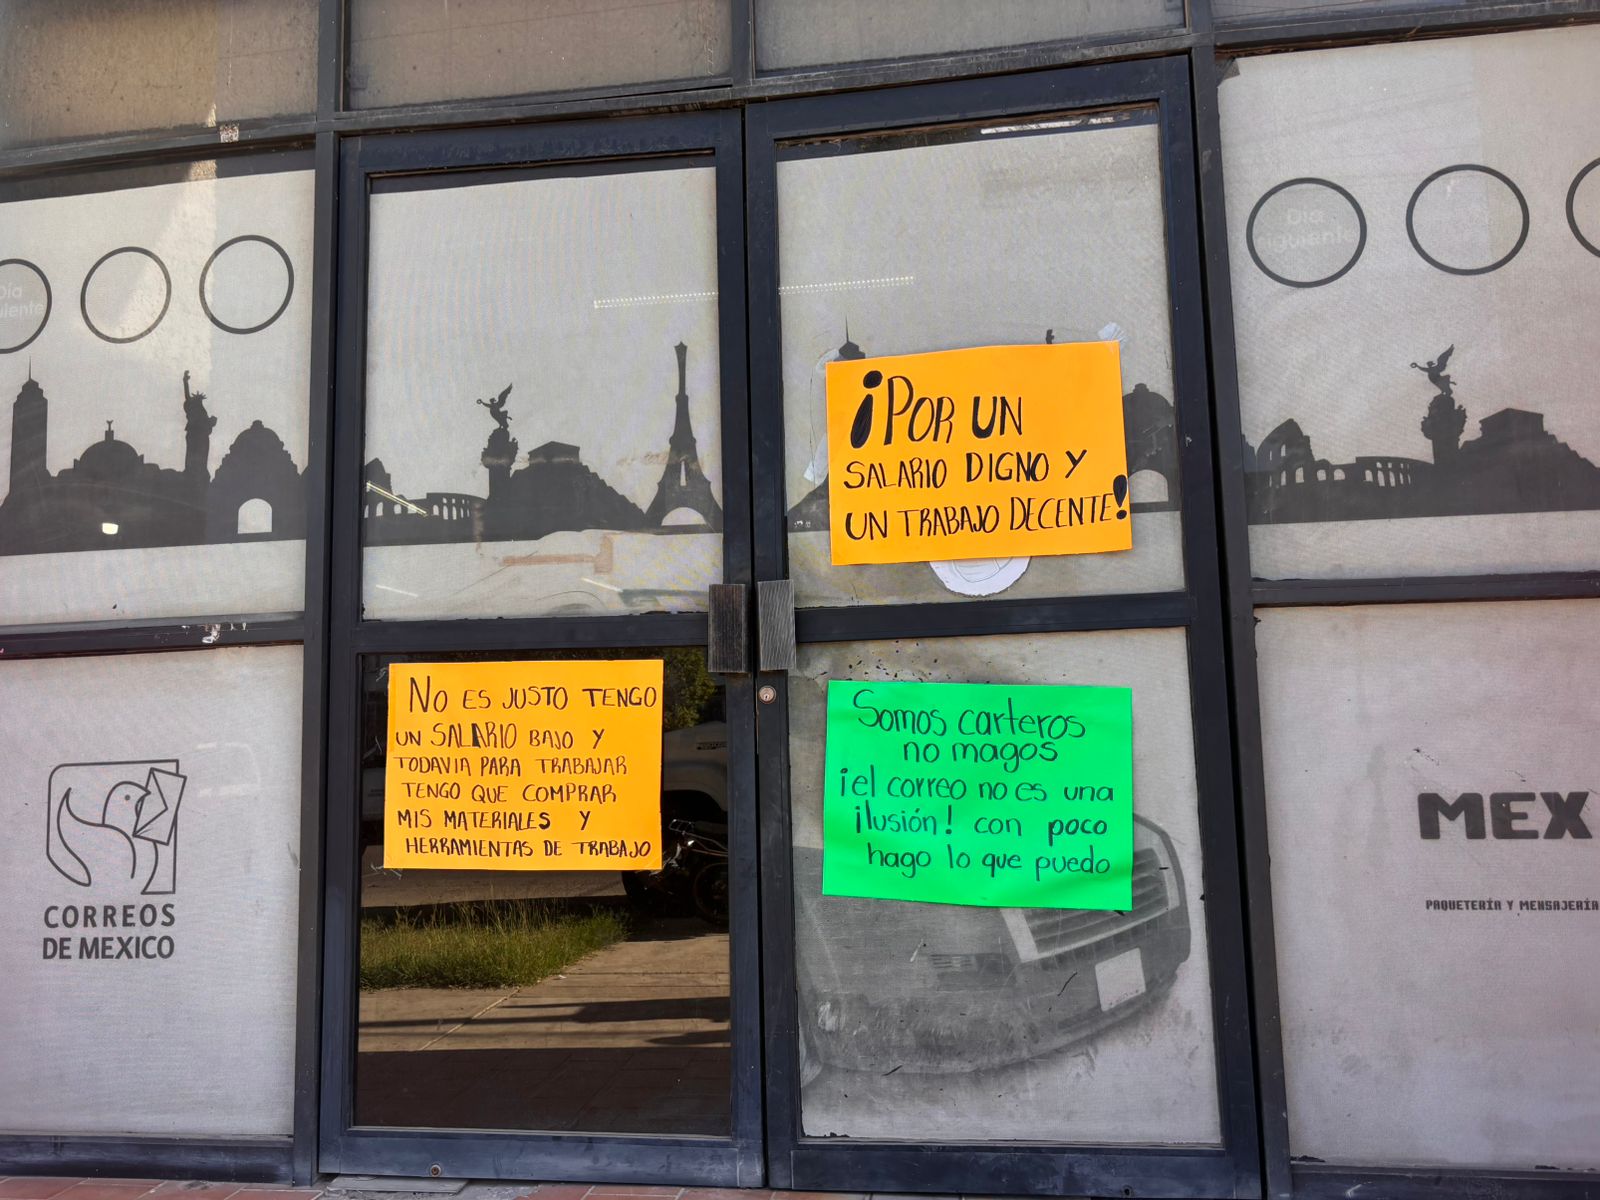 Día
Siguiente
¡POR UN
SALARIO DIGNO Y
UN TRABAJO DECENTE!
NO ES JUSTO TENGO
UN SALARIO BAJO Y
TODAVIA PARA TRABAJAR
TENGO QUE COMPRAR
MIS MATERIALES Y
HERRAMIENTAS DE TRABAJO
Somos carteros
no magos
¡el correo no es una
ilusión! con poco
hago lo que puedo
CORREOS
DE MEXICO
MEX
PAQUETERÍA Y MENSAJERÍA